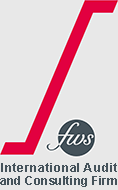 fws
International Audit
and Consulting Firm